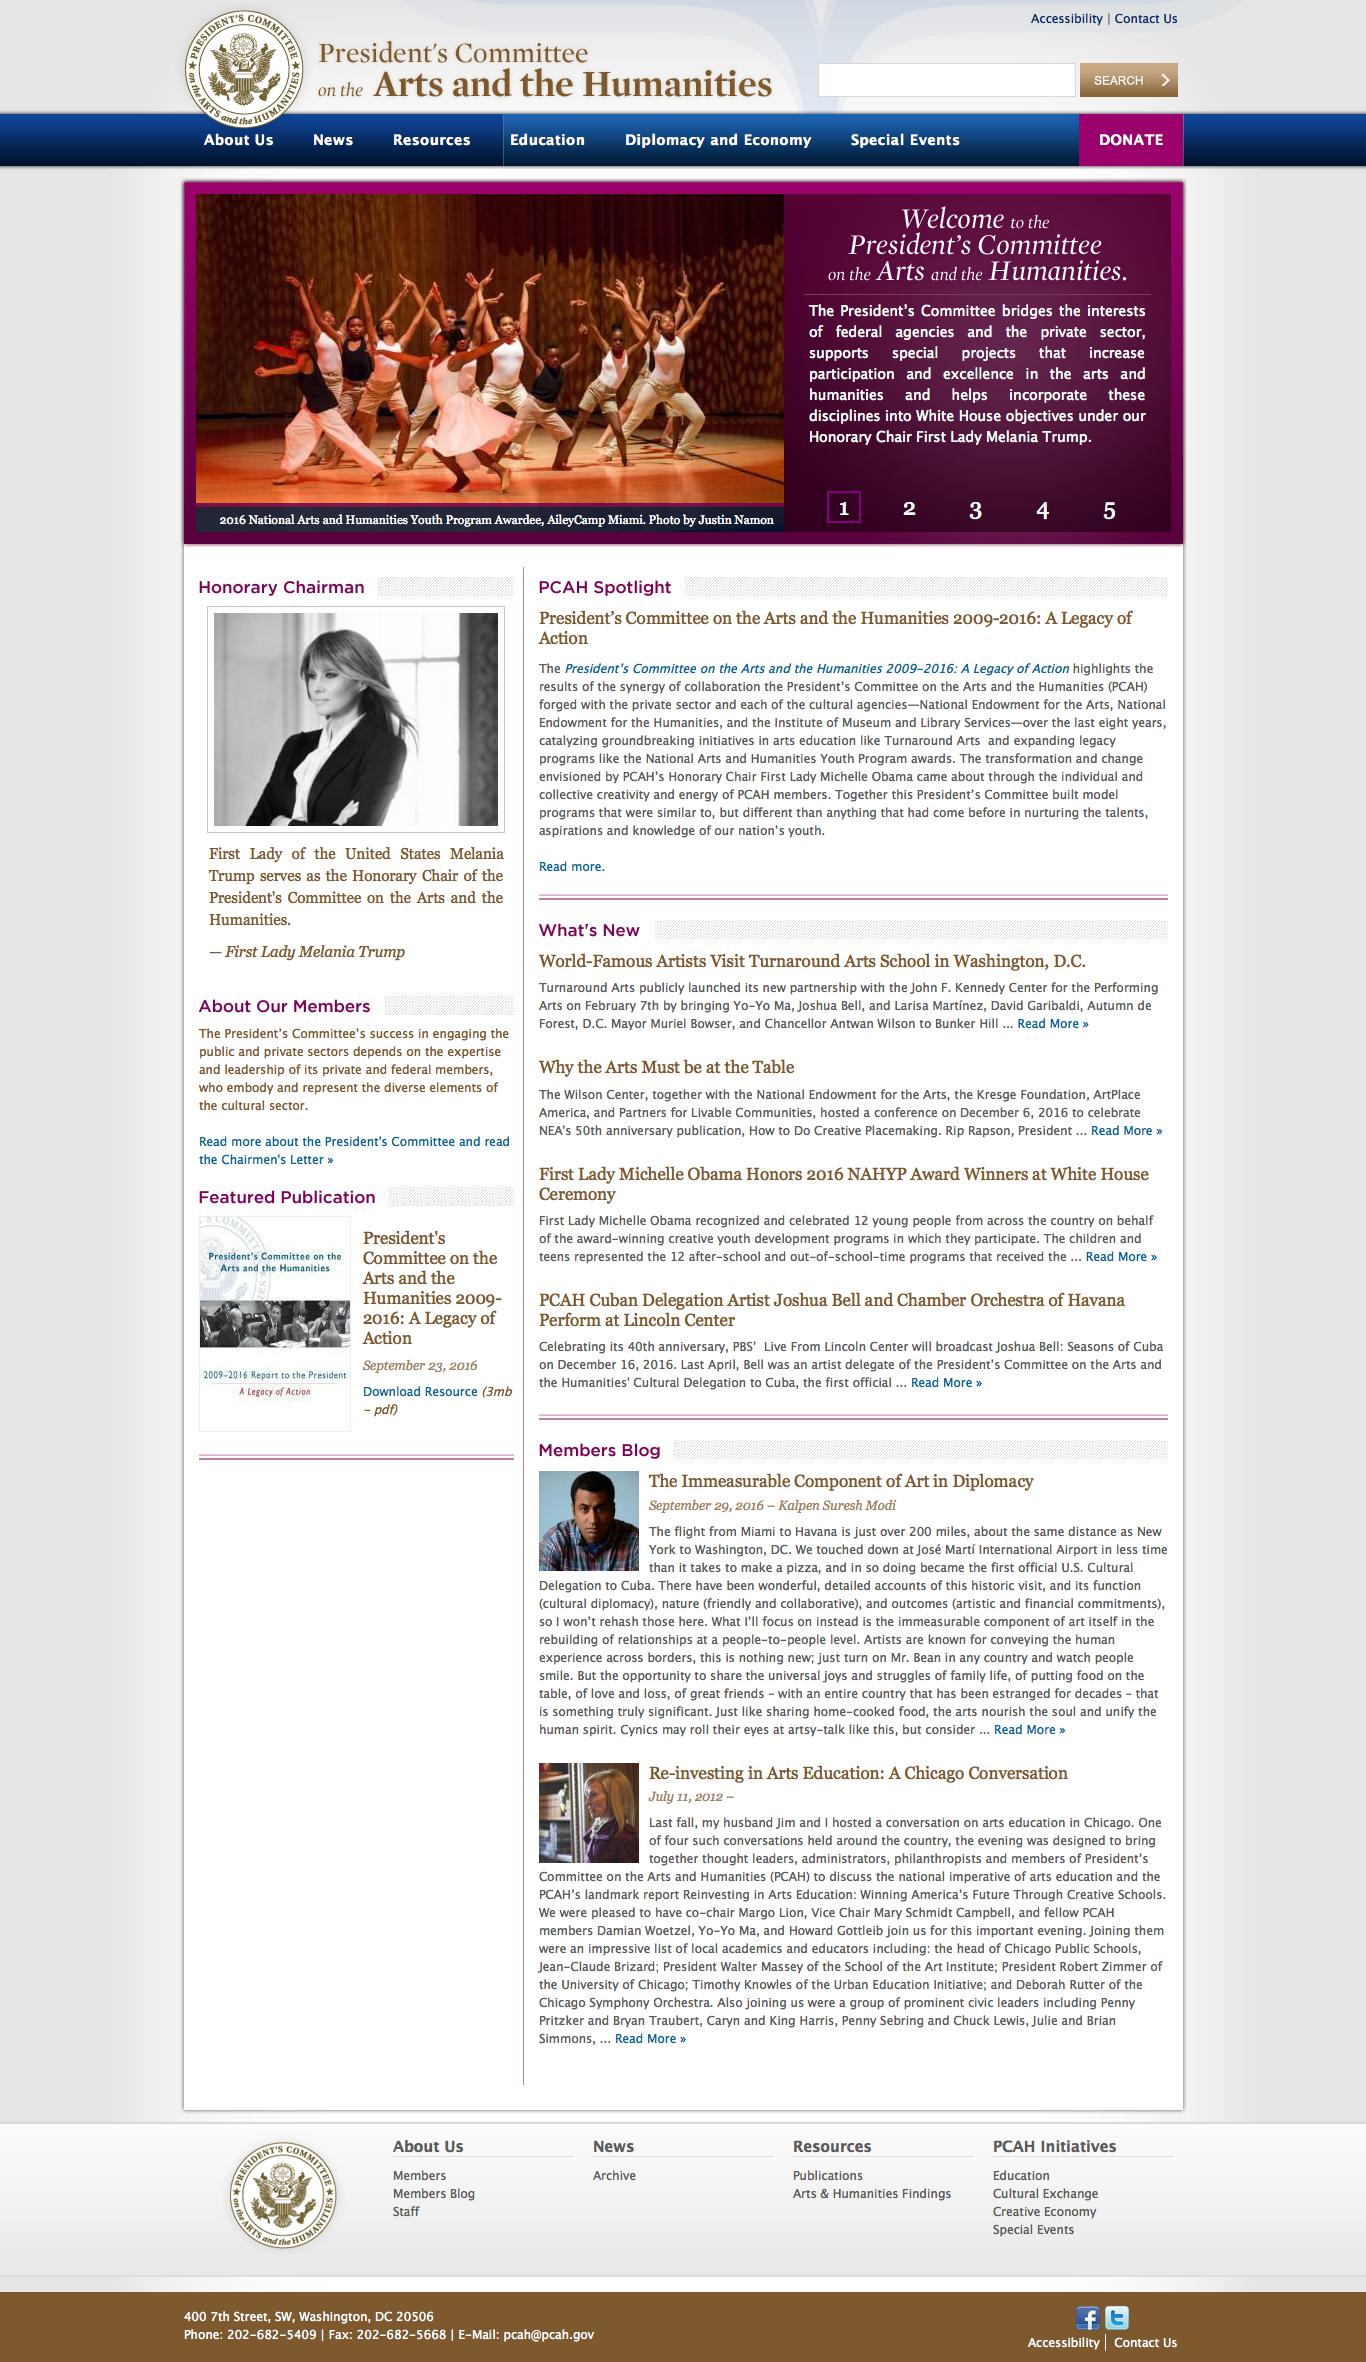 Accessibility | Contact Us
PRESIDENT'S COMMITTEE
on the ARTS and the HUMANITIES
President's Committee
on the Arts and the Humanities
SEARCH
About Us News Resources Education Diplomacy and Economy Special Events DONATE
Welcome to the
President's Committee
on the Arts and the Humanities.
The President's Committee bridges the interests
of federal agencies and the private sector,
supports special projects that increase
participation and excellence in the arts and
humanities and helps incorporate these
disciplines into White House objectives under our
Honorary Chair First Lady Melania Trump.
1 2 3 4 5
2016 National Arts and Humanities Youth Program Awardee, AileyCamp Miami. Photo by Justin Namon
Honorary Chairman
First Lady of the United States Melania
Trump serves as the Honorary Chair of the
President's Committee on the Arts and the
Humanities.
— First Lady Melania Trump
About Our Members
The President's Committee's success in engaging the
public and private sectors depends on the expertise
and leadership of its private and federal members,
who embody and represent the diverse elements of
the cultural sector.
Read more about the President's Committee and read
the Chairmen's Letter »
Featured Publication
President's Committee on the
Arts and the Humanities
2009-2016 Report to the President
A Legacy of Action
President's
Committee on the
Arts and the
Humanities 2009-
2016: A Legacy of
Action
September 23, 2016
Download Resource (3mb
- pdf)
PCAH Spotlight
President's Committee on the Arts and the Humanities 2009-2016: A Legacy of
Action
The President's Committee on the Arts and the Humanities 2009-2016: A Legacy of Action highlights the
results of the synergy of collaboration the President's Committee on the Arts and the Humanities (PCAH)
forged with the private sector and each of the cultural agencies—National Endowment for the Arts, National
Endowment for the Humanities, and the Institute of Museum and Library Services—over the last eight years,
catalyzing groundbreaking initiatives in arts education like Turnaround Arts and expanding legacy
programs like the National Arts and Humanities Youth Program awards. The transformation and change
envisioned by PCAH's Honorary Chair First Lady Michelle Obama came about through the individual and
collective creativity and energy of PCAH members. Together this President's Committee built model
programs that were similar to, but different than anything that had come before in nurturing the talents,
aspirations and knowledge of our nation's youth.
Read more.
What's New
World-Famous Artists Visit Turnaround Arts School in Washington, D.C.
Turnaround Arts publicly launched its new partnership with the John F. Kennedy Center for the Performing
Arts on February 7th by bringing Yo-Yo Ma, Joshua Bell, and Larisa Martínez, David Garibaldi, Autumn de
Forest, D.C. Mayor Muriel Bowser, and Chancellor Antwan Wilson to Bunker Hill ... Read More »
Why the Arts Must be at the Table
The Wilson Center, together with the National Endowment for the Arts, the Kresge Foundation, ArtPlace
America, and Partners for Livable Communities, hosted a conference on December 6, 2016 to celebrate
NEA's 50th anniversary publication, How to Do Creative Placemaking. Rip Rapson, President ... Read More »
First Lady Michelle Obama Honors 2016 NAHYP Award Winners at White House
Ceremony
First Lady Michelle Obama recognized and celebrated 12 young people from across the country on behalf
of the award-winning creative youth development programs in which they participate. The children and
teens represented the 12 after-school and out-of-school-time programs that received the ... Read More »
PCAH Cuban Delegation Artist Joshua Bell and Chamber Orchestra of Havana
Perform at Lincoln Center
Celebrating its 40th anniversary, PBS' Live From Lincoln Center will broadcast Joshua Bell: Seasons of Cuba
on December 16, 2016. Last April, Bell was an artist delegate of the President's Committee on the Arts and
the Humanities' Cultural Delegation to Cuba, the first official ... Read More »
Members Blog
The Immeasurable Component of Art in Diplomacy
September 29, 2016 – Kalpen Suresh Modi
The flight from Miami to Havana is just over 200 miles, about the same distance as New
York to Washington, DC. We touched down at José Martí International Airport in less time
than it takes to make a pizza, and in so doing became the first official U.S. Cultural
Delegation to Cuba. There have been wonderful, detailed accounts of this historic visit, and its function
(cultural diplomacy), nature (friendly and collaborative), and outcomes (artistic and financial commitments),
so I won't rehash those here. What I'll focus on instead is the immeasurable component of art itself in the
rebuilding of relationships at a people-to-people level. Artists are known for conveying the human
experience across borders, this is nothing new; just turn on Mr. Bean in any country and watch people
smile. But the opportunity to share the universal joys and struggles of family life, of putting food on the
table, of love and loss, of great friends – with an entire country that has been estranged for decades – that
is something truly significant. Just like sharing home-cooked food, the arts nourish the soul and unify the
human spirit. Cynics may roll their eyes at artsy-talk like this, but consider ... Read More »
Re-investing in Arts Education: A Chicago Conversation
July 11, 2012 –
Last fall, my husband Jim and I hosted a conversation on arts education in Chicago. One
of four such conversations held around the country, the evening was designed to bring
together thought leaders, administrators, philanthropists and members of President's
Committee on the Arts and Humanities (PCAH) to discuss the national imperative of arts education and the
PCAH's landmark report Reinvesting in Arts Education: Winning America's Future Through Creative Schools.
We were pleased to have co-chair Margo Lion, Vice Chair Mary Schmidt Campbell, and fellow PCAH
members Damian Woetzel, Yo-Yo Ma, and Howard Gottleib join us for this important evening. Joining them
were an impressive list of local academics and educators including: the head of Chicago Public Schools,
Jean-Claude Brizard; President Walter Massey of the School of the Art Institute; President Robert Zimmer of
the University of Chicago; Timothy Knowles of the Urban Education Initiative; and Deborah Rutter of the
Chicago Symphony Orchestra. Also joining us were a group of prominent civic leaders including Penny
Pritzker and Bryan Traubert, Caryn and King Harris, Penny Sebring and Chuck Lewis, Julie and Brian
Simmons, ... Read More »
PRESIDENT'S COMMITTEE
on the ARTS and the HUMANITIES
About Us
Members
Members Blog
Staff
News
Archive
Resources
Publications
Arts & Humanities Findings
PCAH Initiatives
Education
Cultural Exchange
Creative Economy
Special Events
400 7th Street, SW, Washington, DC 20506
Phone: 202-682-5409 | Fax: 202-682-5668 | E-Mail: pcah@pcah.gov
Accessibility | Contact Us